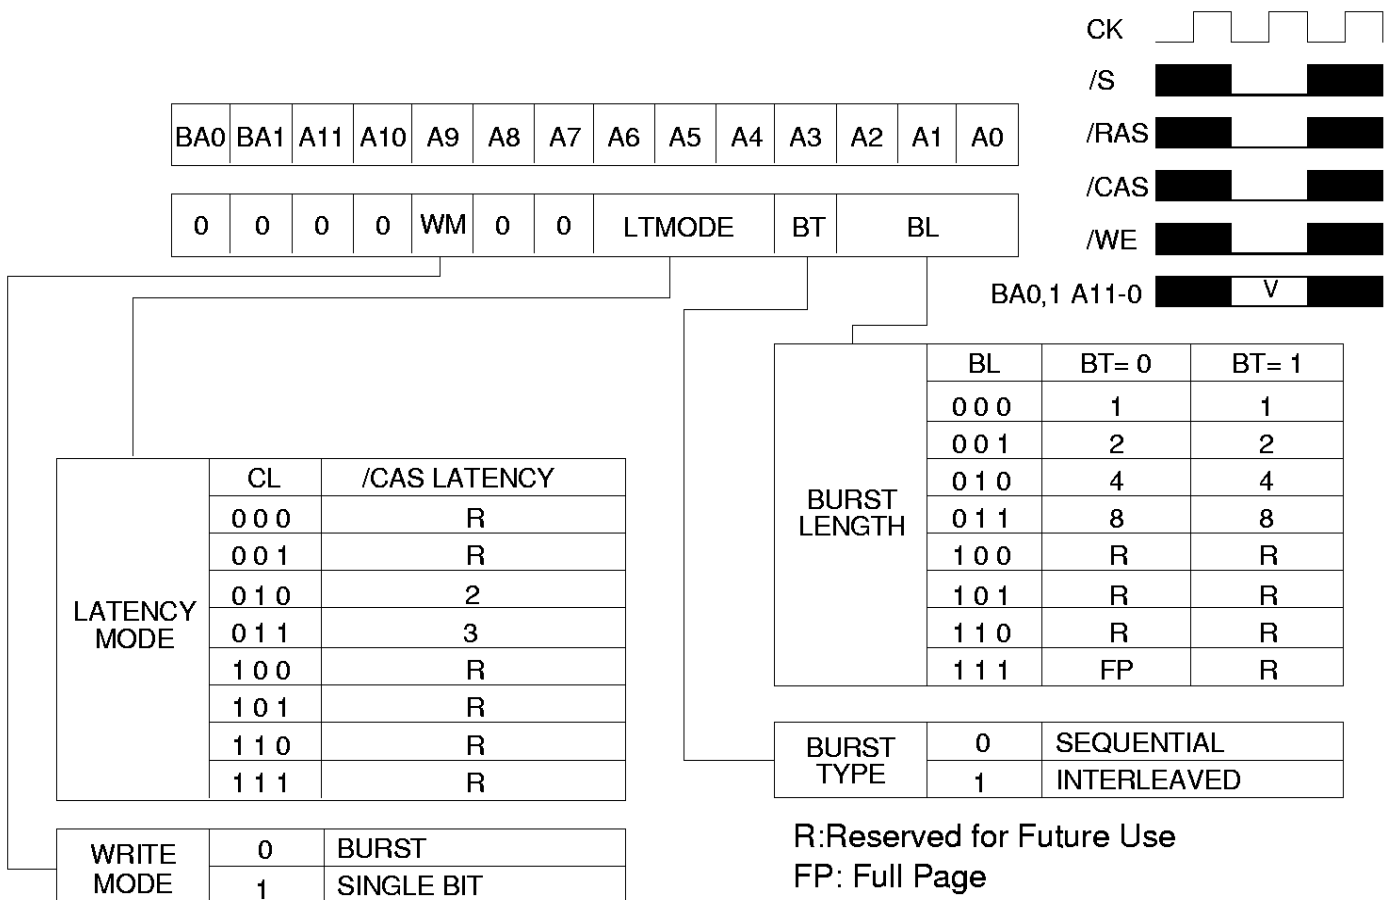 CK
/S
/RAS
/CAS
/WE
BA0,1 A11-0 V
BA0 BA1 A11 A10 A9 A8 A7 A6 A5 A4 A3 A2 A1 A0
0 0 0 0 WM 0 0 LTMODE BT BL
LATENCY
MODE
CL /CAS LATENCY
0 0 0 R
0 0 1 R
0 1 0 2
0 1 1 3
1 0 0 R
1 0 1 R
1 1 0 R
1 1 1 R
WRITE
MODE
0 BURST
1 SINGLE BIT
BURST
LENGTH
BL BT= 0 BT= 1
0 0 0 1 1
0 0 1 2 2
0 1 0 4 4
0 1 1 8 8
1 0 0 R R
1 0 1 R R
1 1 0 R R
1 1 1 FP R
BURST
TYPE
0 SEQUENTIAL
1 INTERLEAVED
R:Reserved for Future Use
FP: Full Page